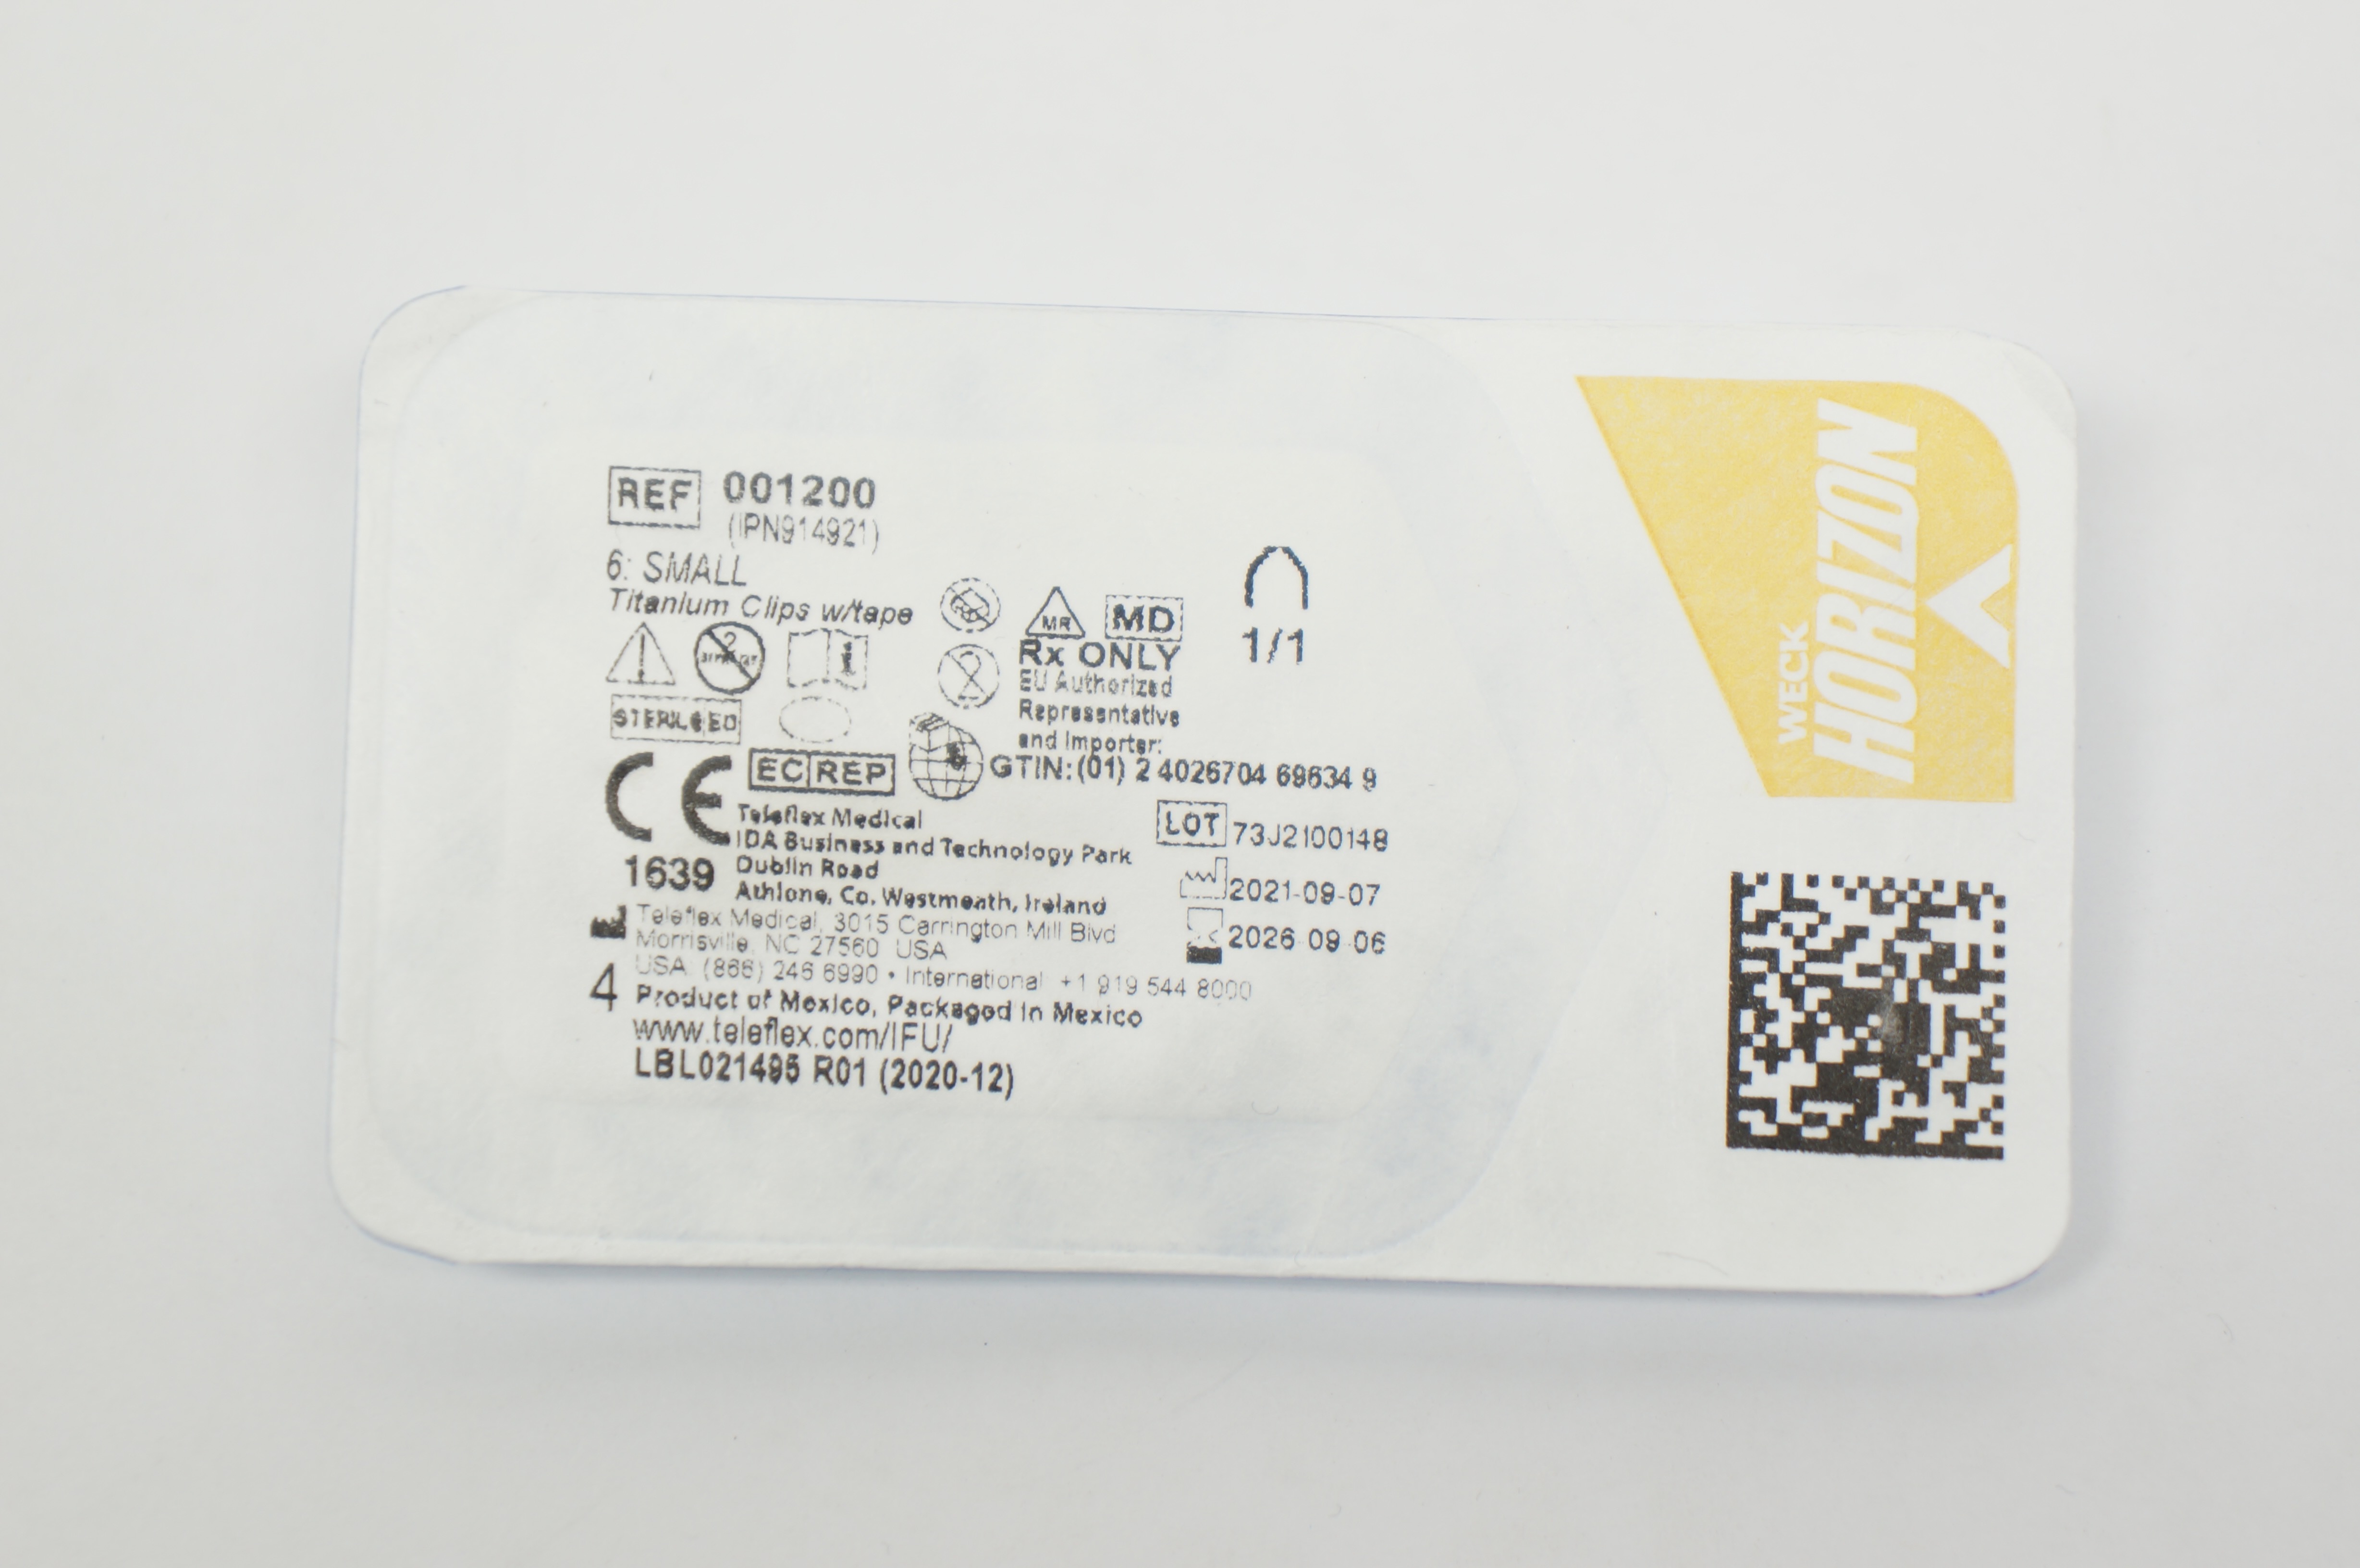 REF 001200
(IPN914921)
6: SMALL
Titanium Clips w/tape
MR MD
1/1
Rx ONLY
EU Authorized
Representative
and Importer:
STERILE EO
EC REP
GTIN: (01) 2 4026704 69634 9
CE
1639
Teleflex Medical
IDA Business and Technology Park
Dublin Road
Athlone, Co. Westmeath, Ireland
LOT 73J2100148
2021-09-07
2026-09-06
Teleflex Medical, 3015 Carrington Mill Blvd
Morrisville, NC 27560 USA
USA: (866) 246 6990 • International +1 919 544 8000
4
Product of Mexico, Packaged in Mexico
www.teleflex.com/IFU/
LBL021495 R01 (2020-12)
WECK
HORIZON